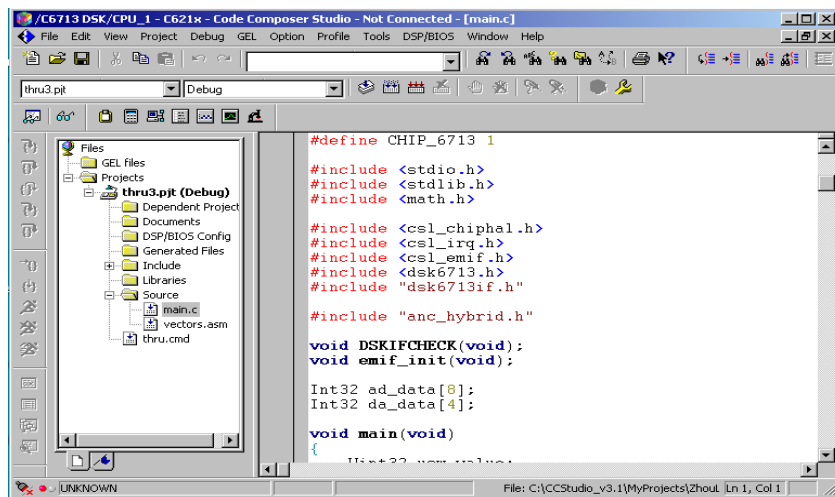 /C6713 DSK/CPU_1 - C621x - Code Composer Studio - Not Connected - [main.c]
File Edit View Project Debug GEL Option Profile Tools DSP/BIOS Window Help
thru3.pjt Debug
Files
GEL files
Projects
thru3.pjt (Debug)
Dependent Project
Documents
DSP/BIOS Config
Generated Files
Include
Libraries
Source
main.c
vectors.asm
thru.cmd
#define CHIP_6713 1
#include <stdio.h>
#include <stdlib.h>
#include <math.h>
#include <csl_chiphal.h>
#include <csl_irq.h>
#include <csl_emif.h>
#include <dsk6713.h>
#include "dsk6713if.h"
#include "anc_hybrid.h"
void DSKIFCHECK(void);
void emif_init(void);
Int32 ad_data[8];
Int32 da_data[4];
void main(void)
{
UNKNOWN File: C:\CCStudio_v3.1\MyProjects\ZhouL Ln 1, Col 1